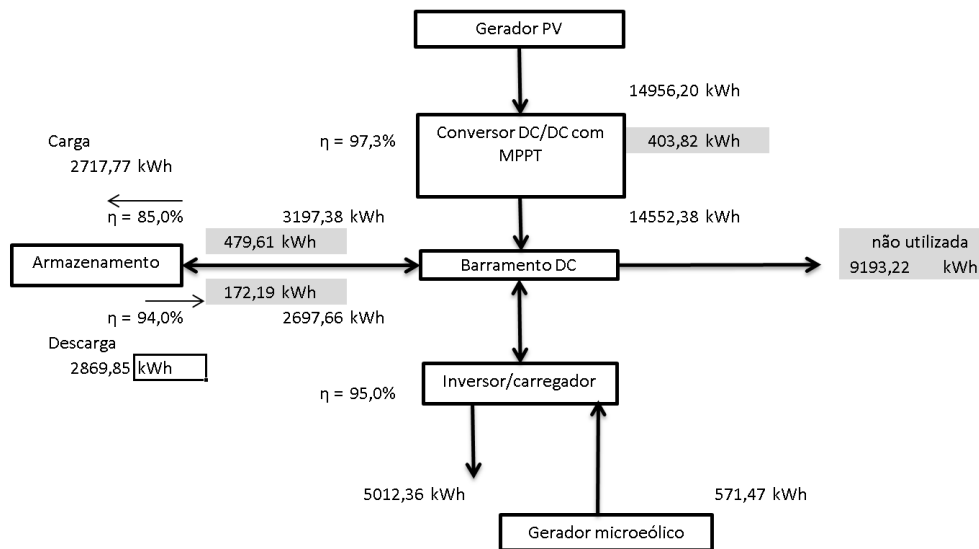 Gerador PV
14956,20 kWh
Conversor DC/DC com
MPPT
η = 97,3%
403,82 kWh
Carga
2717,77 kWh
η = 85,0%
3197,38 kWh
14552,38 kWh
479,61 kWh
não utilizada
9193,22 kWh
Armazenamento
Barramento DC
172,19 kWh
η = 94,0%
2697,66 kWh
Descarga
2869,85 kWh
Inversor/carregador
η = 95,0%
5012,36 kWh
571,47 kWh
Gerador microeólico